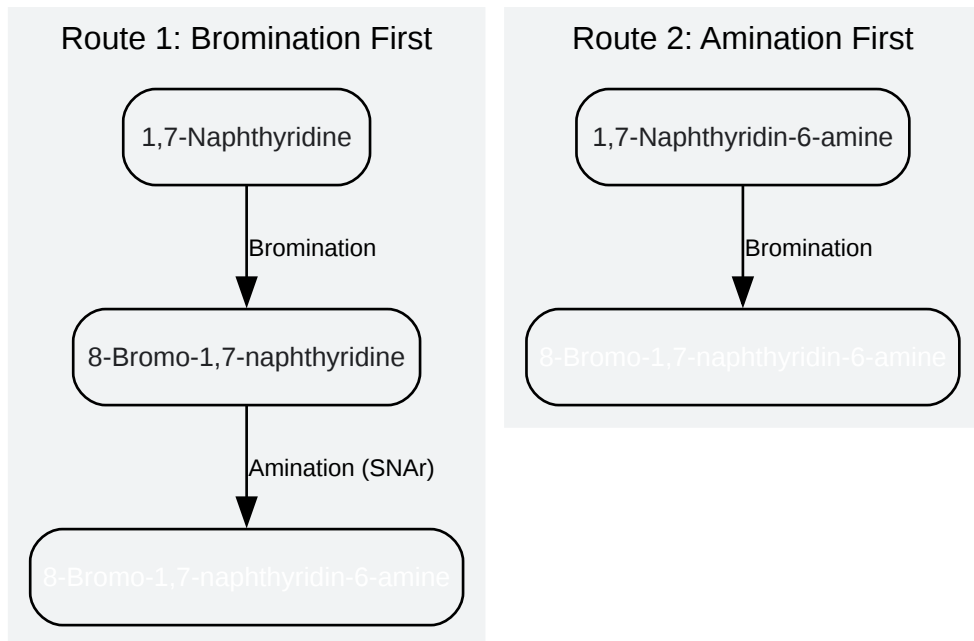 Route 1: Bromination First
1,7-Naphthyridine
Bromination
8-Bromo-1,7-naphthyridine
Amination (SNAr)
8-Bromo-1,7-naphthyridin-6-amine
Route 2: Amination First
1,7-Naphthyridin-6-amine
Bromination
8-Bromo-1,7-naphthyridin-6-amine